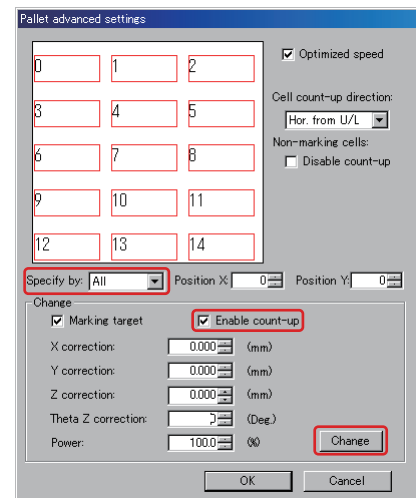 Pallet advanced settings
0 1 2
3 4 5
6 7 8
9 10 11
12 13 14
Optimized speed
Cell count-up direction:
Hor. from U/L
Non-marking cells:
Disable count-up
Specify by: All Position X: 0 Position Y: 0
Change
Marking target Enable count-up
X correction: 0.000 (mm)
Y correction: 0.000 (mm)
Z correction: 0.000 (mm)
Theta Z correction: (Deg.)
Power: 100.0 (%)
Change
OK Cancel